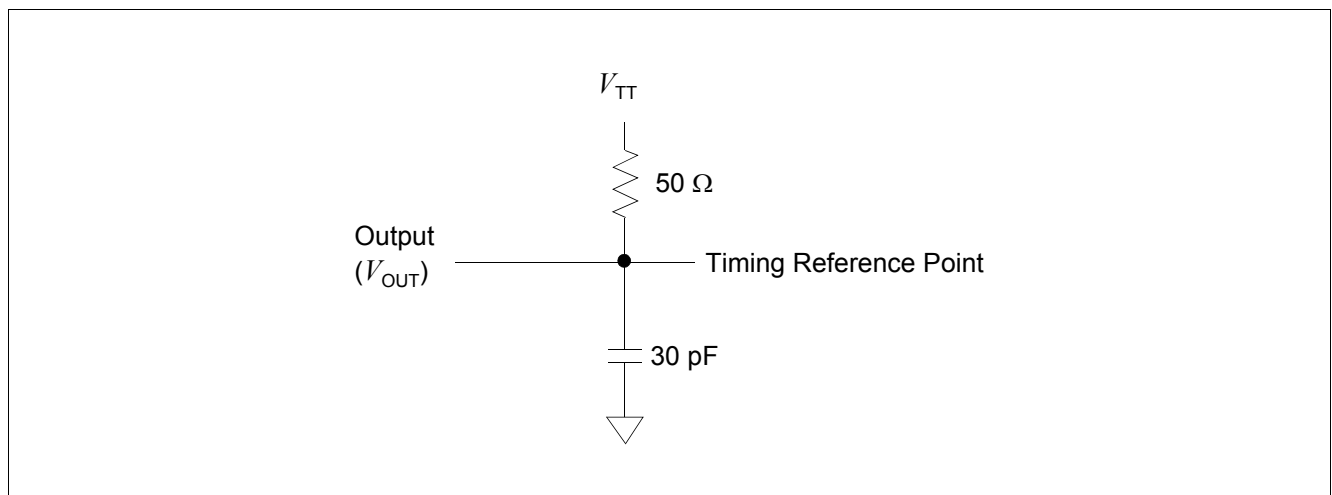 V_TT
50 Ω
Output
(V_OUT)
Timing Reference Point
30 pF